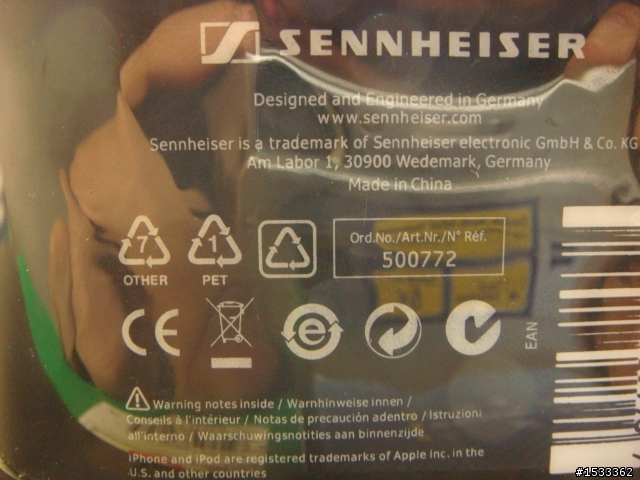 SENNHEISER
Designed and Engineered in Germany
www.sennheiser.com
Sennheiser is a trademark of Sennheiser electronic GmbH & Co. KG
Am Labor 1, 30900 Wedemark, Germany
Made in China
7
OTHER
1
PET
Ord.No./Art.Nr./N° Réf.
500772
CE
e
EAN
Warning notes inside / Warnhinweise innen /
Conseils à l'intérieur / Notas de precaución adentro / Istruzioni
all'interno / Waarschuwingsnotities aan binnenzijde
iPhone and iPod are registered trademarks of Apple inc. in the
U.S. and other countries
#1533362